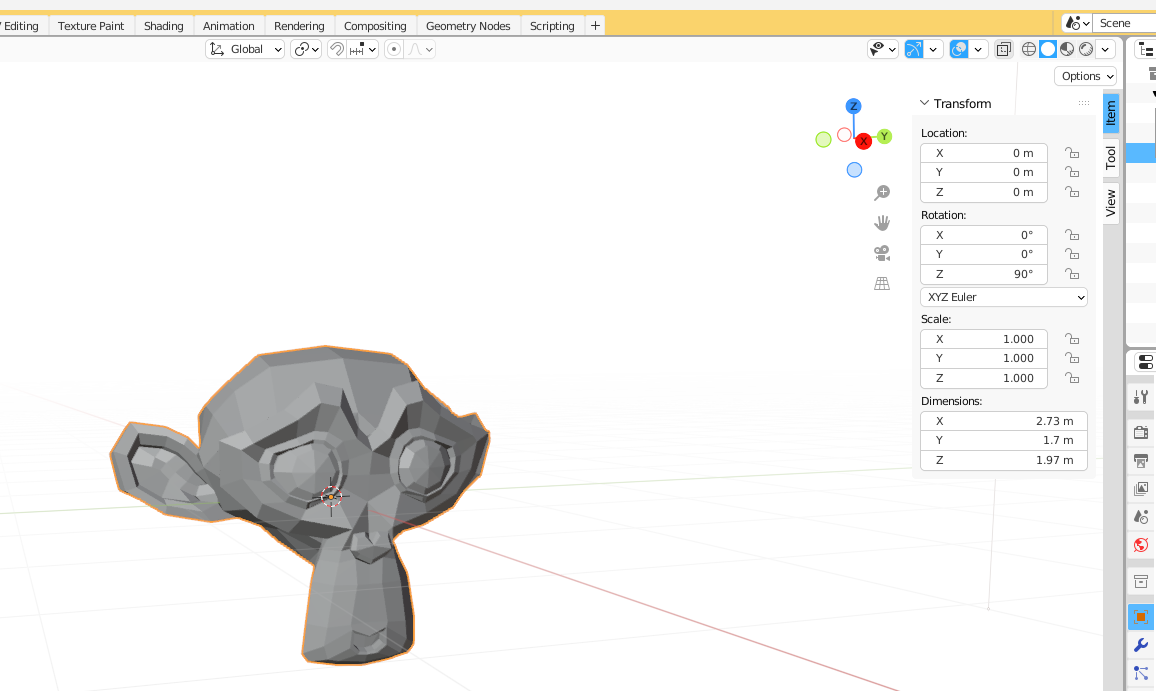 Editing Texture Paint Shading Animation Rendering Compositing Geometry Nodes Scripting +
Scene
Global
Options
Z
Y
X
Transform
Item
Tool
View
Location:
X 0 m
Y 0 m
Z 0 m
Rotation:
X 0°
Y 0°
Z 90°
XYZ Euler
Scale:
X 1.000
Y 1.000
Z 1.000
Dimensions:
X 2.73 m
Y 1.7 m
Z 1.97 m